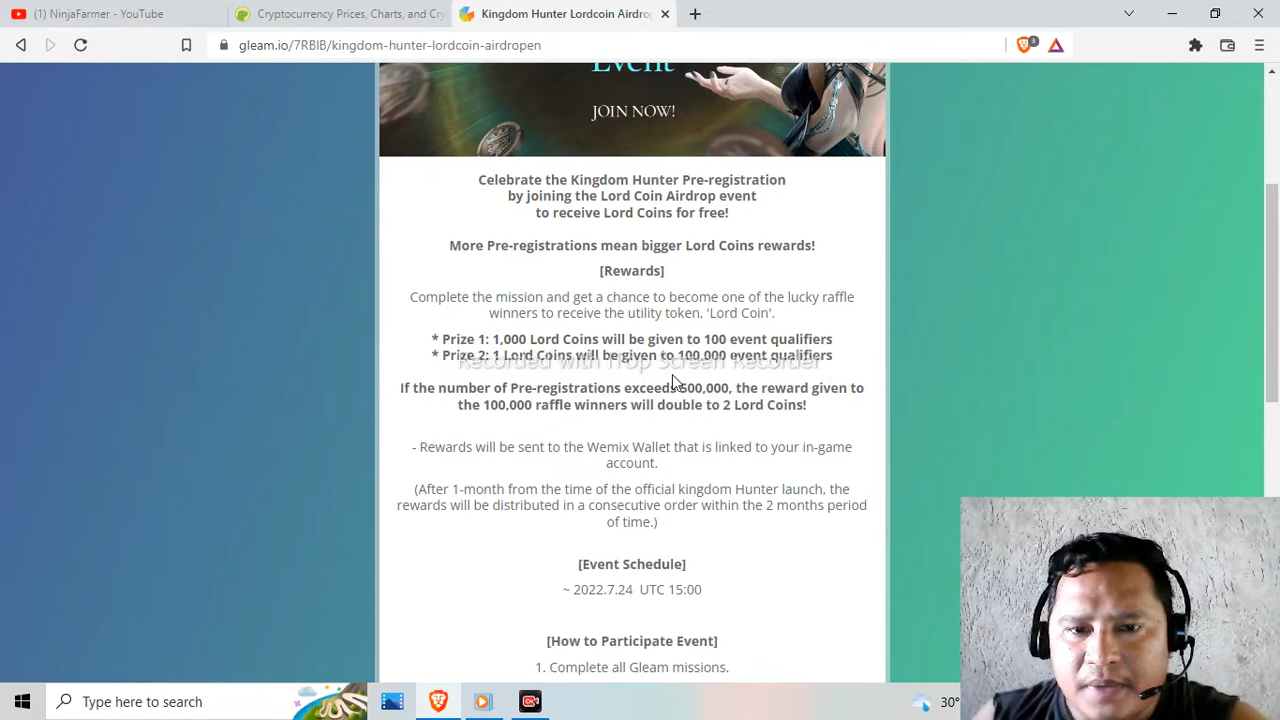 (1) NinjaFarmer - YouTube
Cryptocurrency Prices, Charts, and Cry
Kingdom Hunter Lordcoin Airdro
gleam.io/7RBIB/kingdom-hunter-lordcoin-airdropen
3
Event
JOIN NOW!
Celebrate the Kingdom Hunter Pre-registration
by joining the Lord Coin Airdrop event
to receive Lord Coins for free!
More Pre-registrations mean bigger Lord Coins rewards!
[Rewards]
Complete the mission and get a chance to become one of the lucky raffle
winners to receive the utility token, 'Lord Coin'.
* Prize 1: 1,000 Lord Coins will be given to 100 event qualifiers
* Prize 2: 1 Lord Coins will be given to 100,000 event qualifiers
Recorded with iTop Screen Recorder
If the number of Pre-registrations exceeds 500,000, the reward given to
the 100,000 raffle winners will double to 2 Lord Coins!
- Rewards will be sent to the Wemix Wallet that is linked to your in-game
account.
(After 1-month from the time of the official kingdom Hunter launch, the
rewards will be distributed in a consecutive order within the 2 months period
of time.)
[Event Schedule]
~ 2022.7.24 UTC 15:00
[How to Participate Event]
1. Complete all Gleam missions.
Type here to search
30°